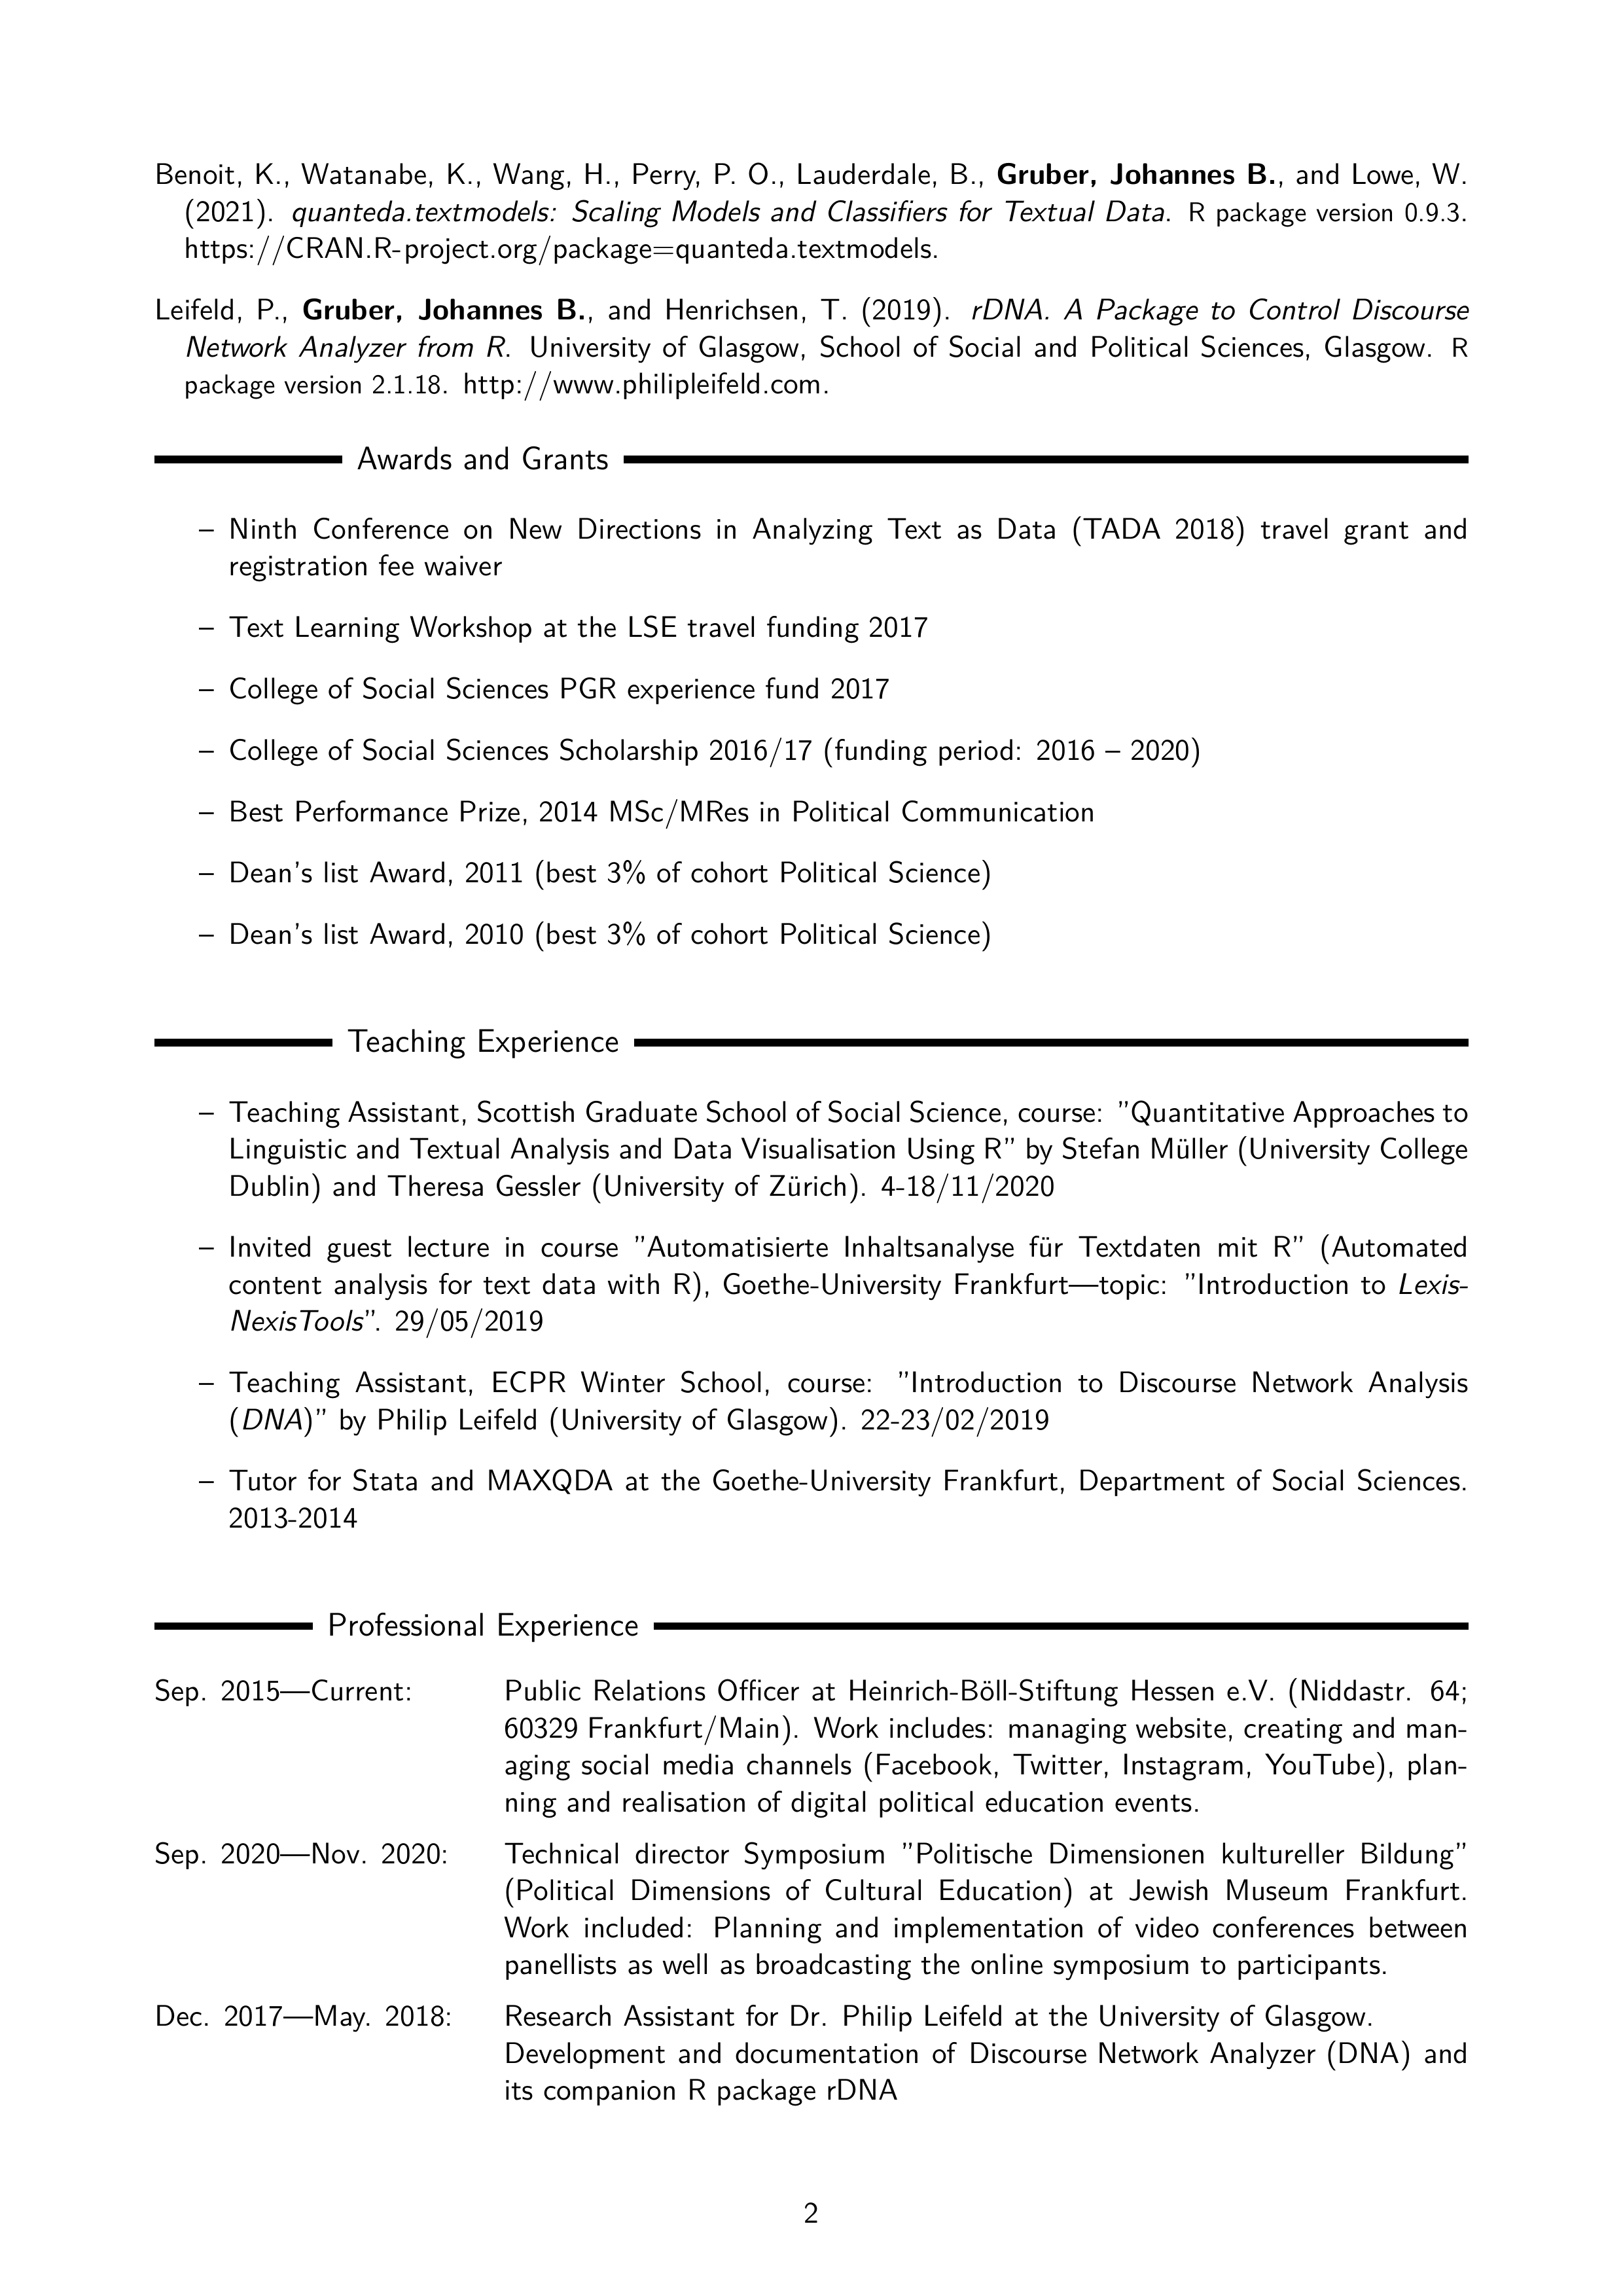 Benoit, K., Watanabe, K., Wang, H., Perry, P. O., Lauderdale, B., Gruber, Johannes B., and Lowe, W.
(2021). quanteda.textmodels: Scaling Models and Classifiers for Textual Data. R package version 0.9.3.
https://CRAN.R-project.org/package=quanteda.textmodels.
Leifeld, P., Gruber, Johannes B., and Henrichsen, T. (2019). rDNA. A Package to Control Discourse
Network Analyzer from R. University of Glasgow, School of Social and Political Sciences, Glasgow. R
package version 2.1.18. http://www.philipleifeld.com.
Awards and Grants
– Ninth Conference on New Directions in Analyzing Text as Data (TADA 2018) travel grant and
registration fee waiver
– Text Learning Workshop at the LSE travel funding 2017
– College of Social Sciences PGR experience fund 2017
– College of Social Sciences Scholarship 2016/17 (funding period: 2016 – 2020)
– Best Performance Prize, 2014 MSc/MRes in Political Communication
– Dean's list Award, 2011 (best 3% of cohort Political Science)
– Dean's list Award, 2010 (best 3% of cohort Political Science)
Teaching Experience
– Teaching Assistant, Scottish Graduate School of Social Science, course: ”Quantitative Approaches to
Linguistic and Textual Analysis and Data Visualisation Using R” by Stefan Müller (University College
Dublin) and Theresa Gessler (University of Zürich). 4-18/11/2020
– Invited guest lecture in course ”Automatisierte Inhaltsanalyse für Textdaten mit R” (Automated
content analysis for text data with R), Goethe-University Frankfurt—topic: ”Introduction to Lexis-
NexisTools”. 29/05/2019
– Teaching Assistant, ECPR Winter School, course: ”Introduction to Discourse Network Analysis
(DNA)” by Philip Leifeld (University of Glasgow). 22-23/02/2019
– Tutor for Stata and MAXQDA at the Goethe-University Frankfurt, Department of Social Sciences.
2013-2014
Professional Experience
Sep. 2015—Current: Public Relations Officer at Heinrich-Böll-Stiftung Hessen e.V. (Niddastr. 64;
60329 Frankfurt/Main). Work includes: managing website, creating and man-
aging social media channels (Facebook, Twitter, Instagram, YouTube), plan-
ning and realisation of digital political education events.
Sep. 2020—Nov. 2020: Technical director Symposium ”Politische Dimensionen kultureller Bildung”
(Political Dimensions of Cultural Education) at Jewish Museum Frankfurt.
Work included: Planning and implementation of video conferences between
panellists as well as broadcasting the online symposium to participants.
Dec. 2017—May. 2018: Research Assistant for Dr. Philip Leifeld at the University of Glasgow.
Development and documentation of Discourse Network Analyzer (DNA) and
its companion R package rDNA
2